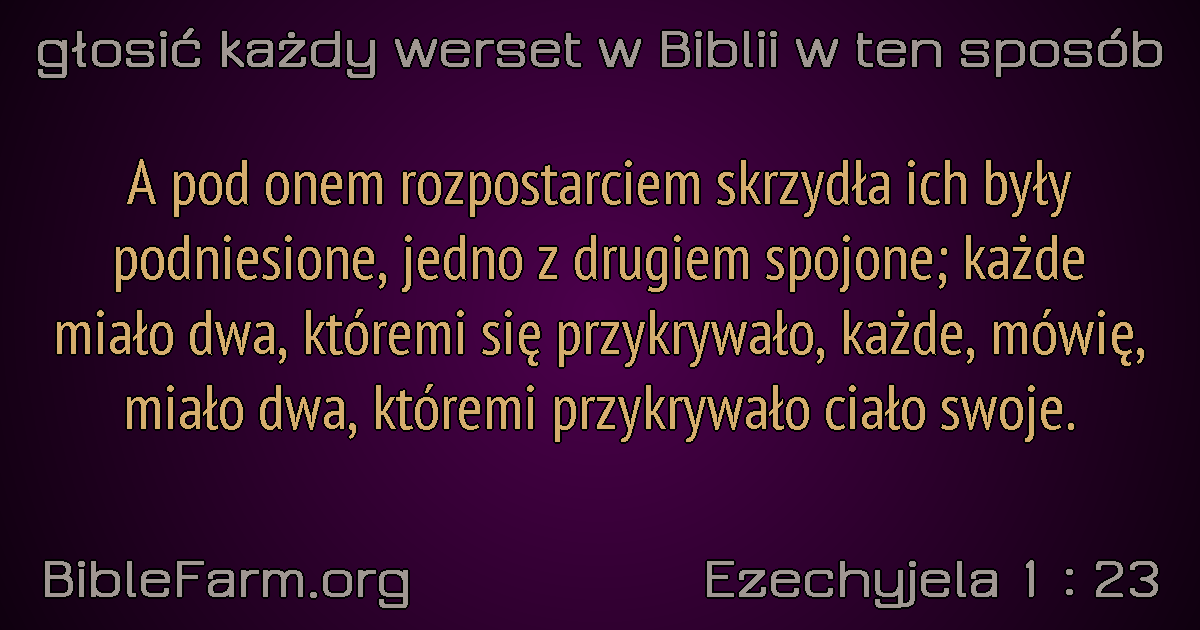 głosić każdy werset w Biblii w ten sposób
A pod onem rozpostarciem skrzydła ich były
podniesione, jedno z drugiem spojone; każde
miało dwa, któremi się przykrywało, każde, mówię,
miało dwa, któremi przykrywało ciało swoje.
BibleFarm.org
Ezechyjela 1 : 23